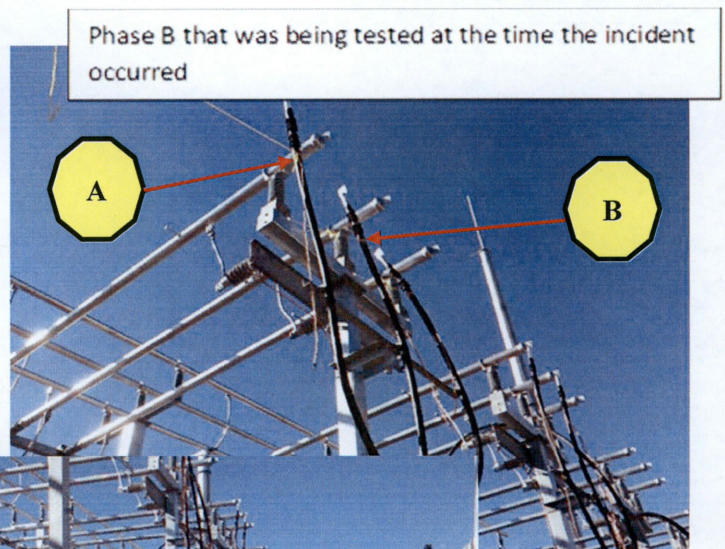 Phase B that was being tested at the time the incident
occurred
A
B